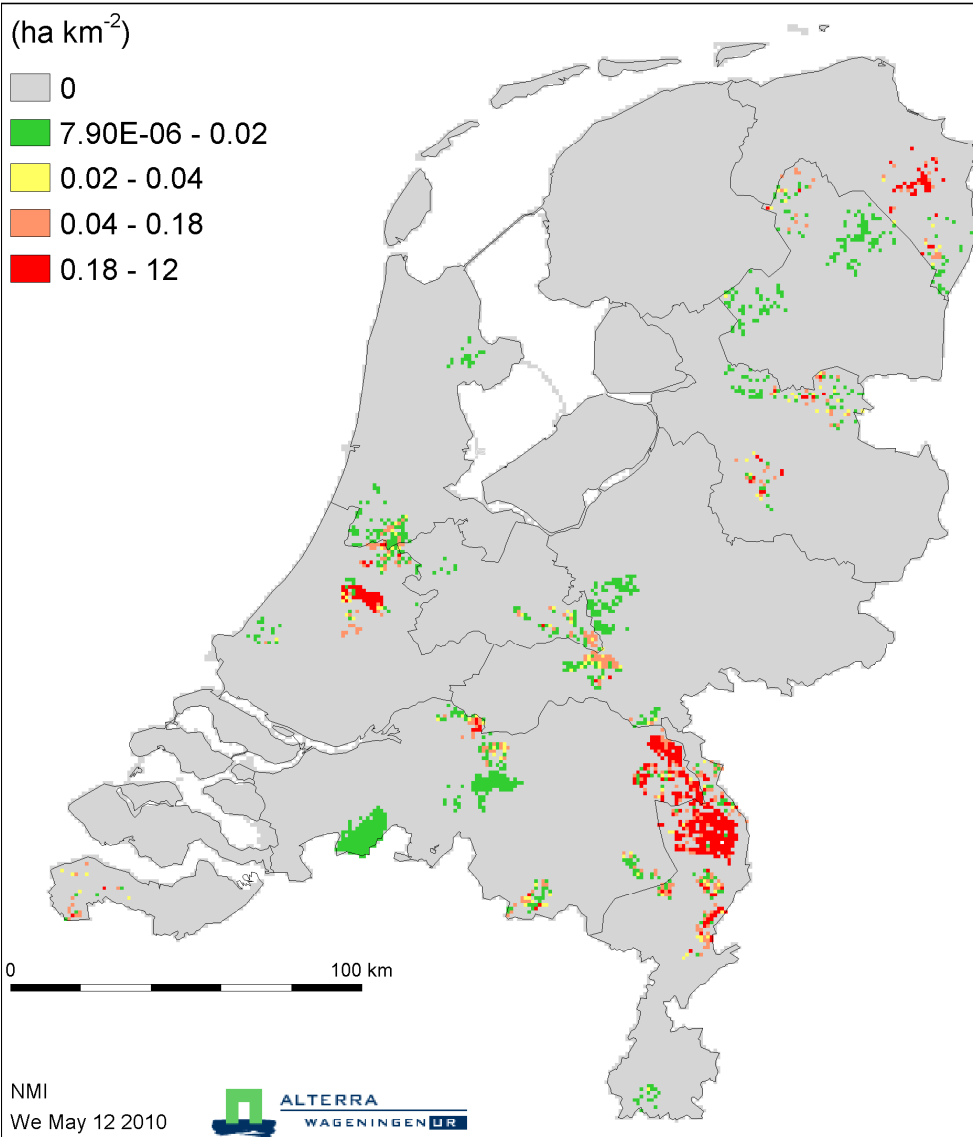 (ha km-2)
0
7.90E-06 - 0.02
0.02 - 0.04
0.04 - 0.18
0.18 - 12
0 100 km
NMI
We May 12 2010
ALTERRA
WAGENINGEN UR